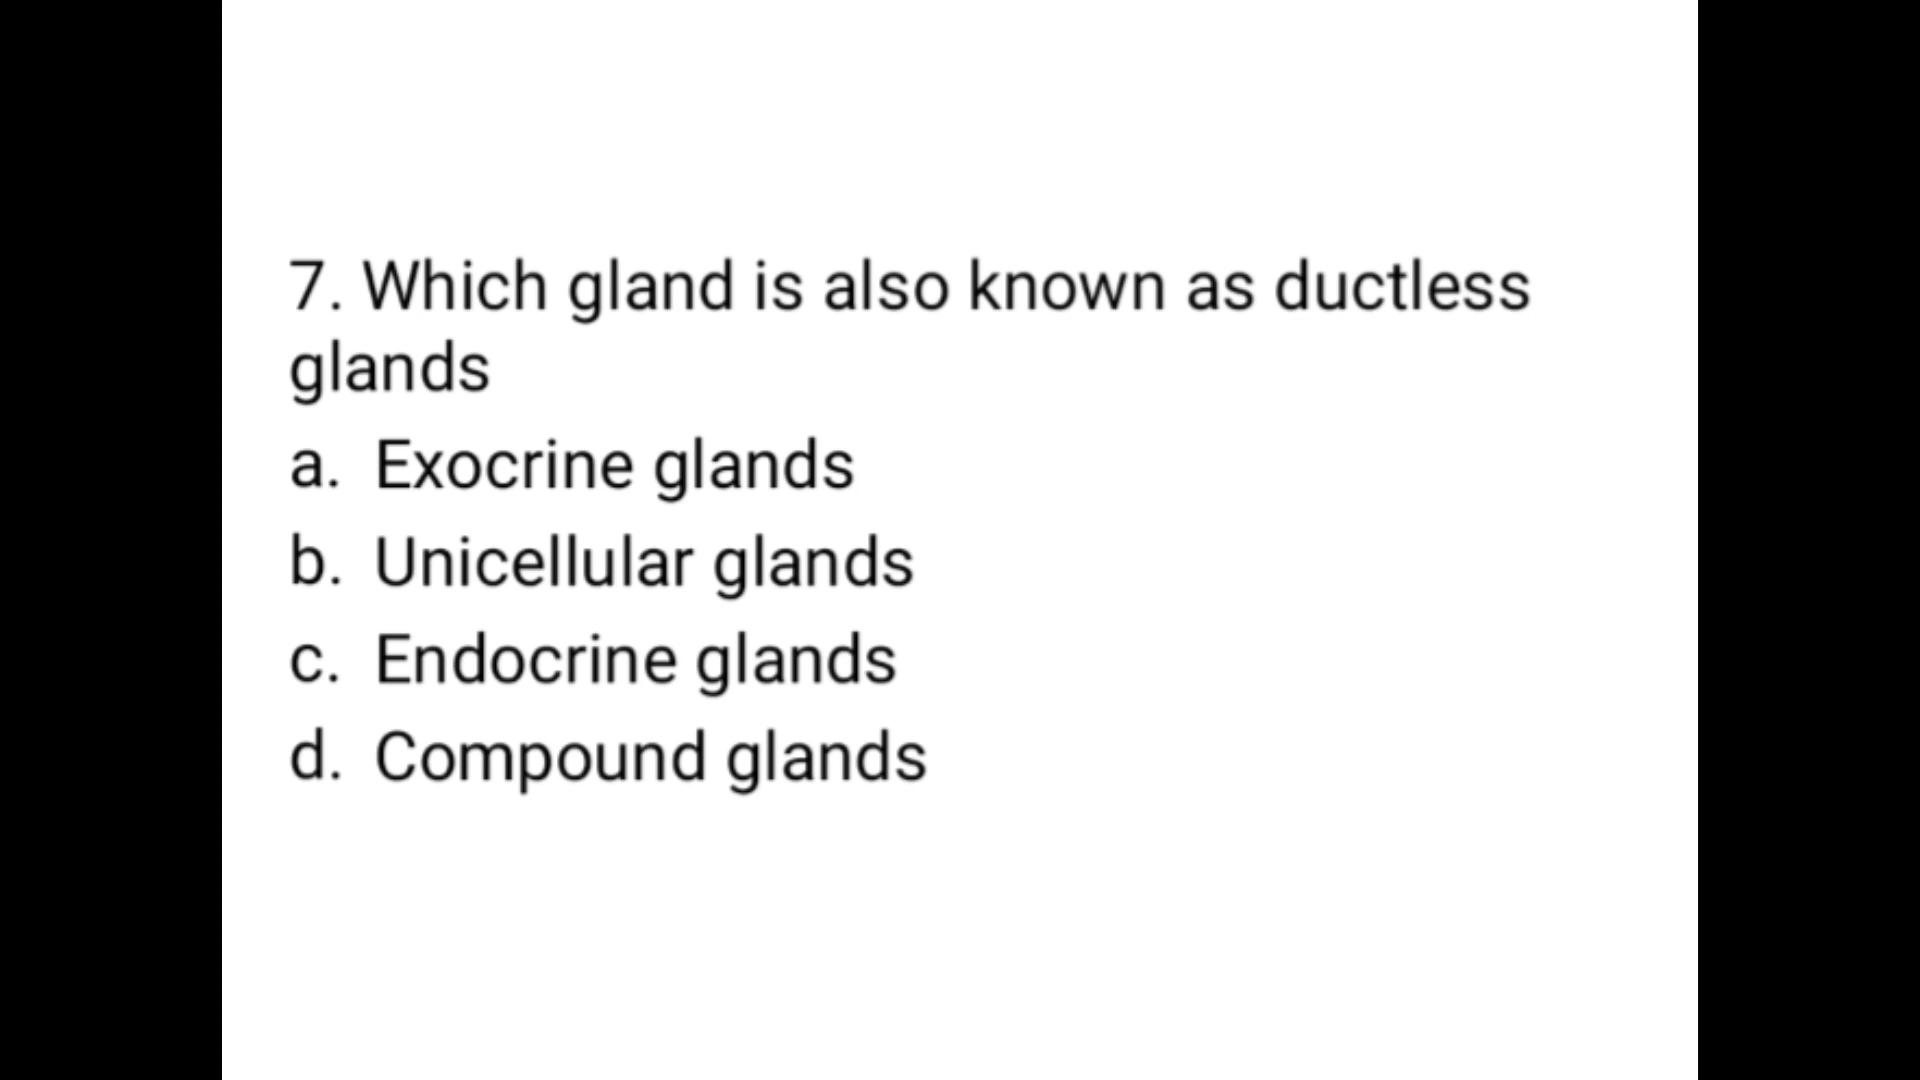 7. Which gland is also known as ductless
glands
a. Exocrine glands
b. Unicellular glands
c. Endocrine glands
d. Compound glands